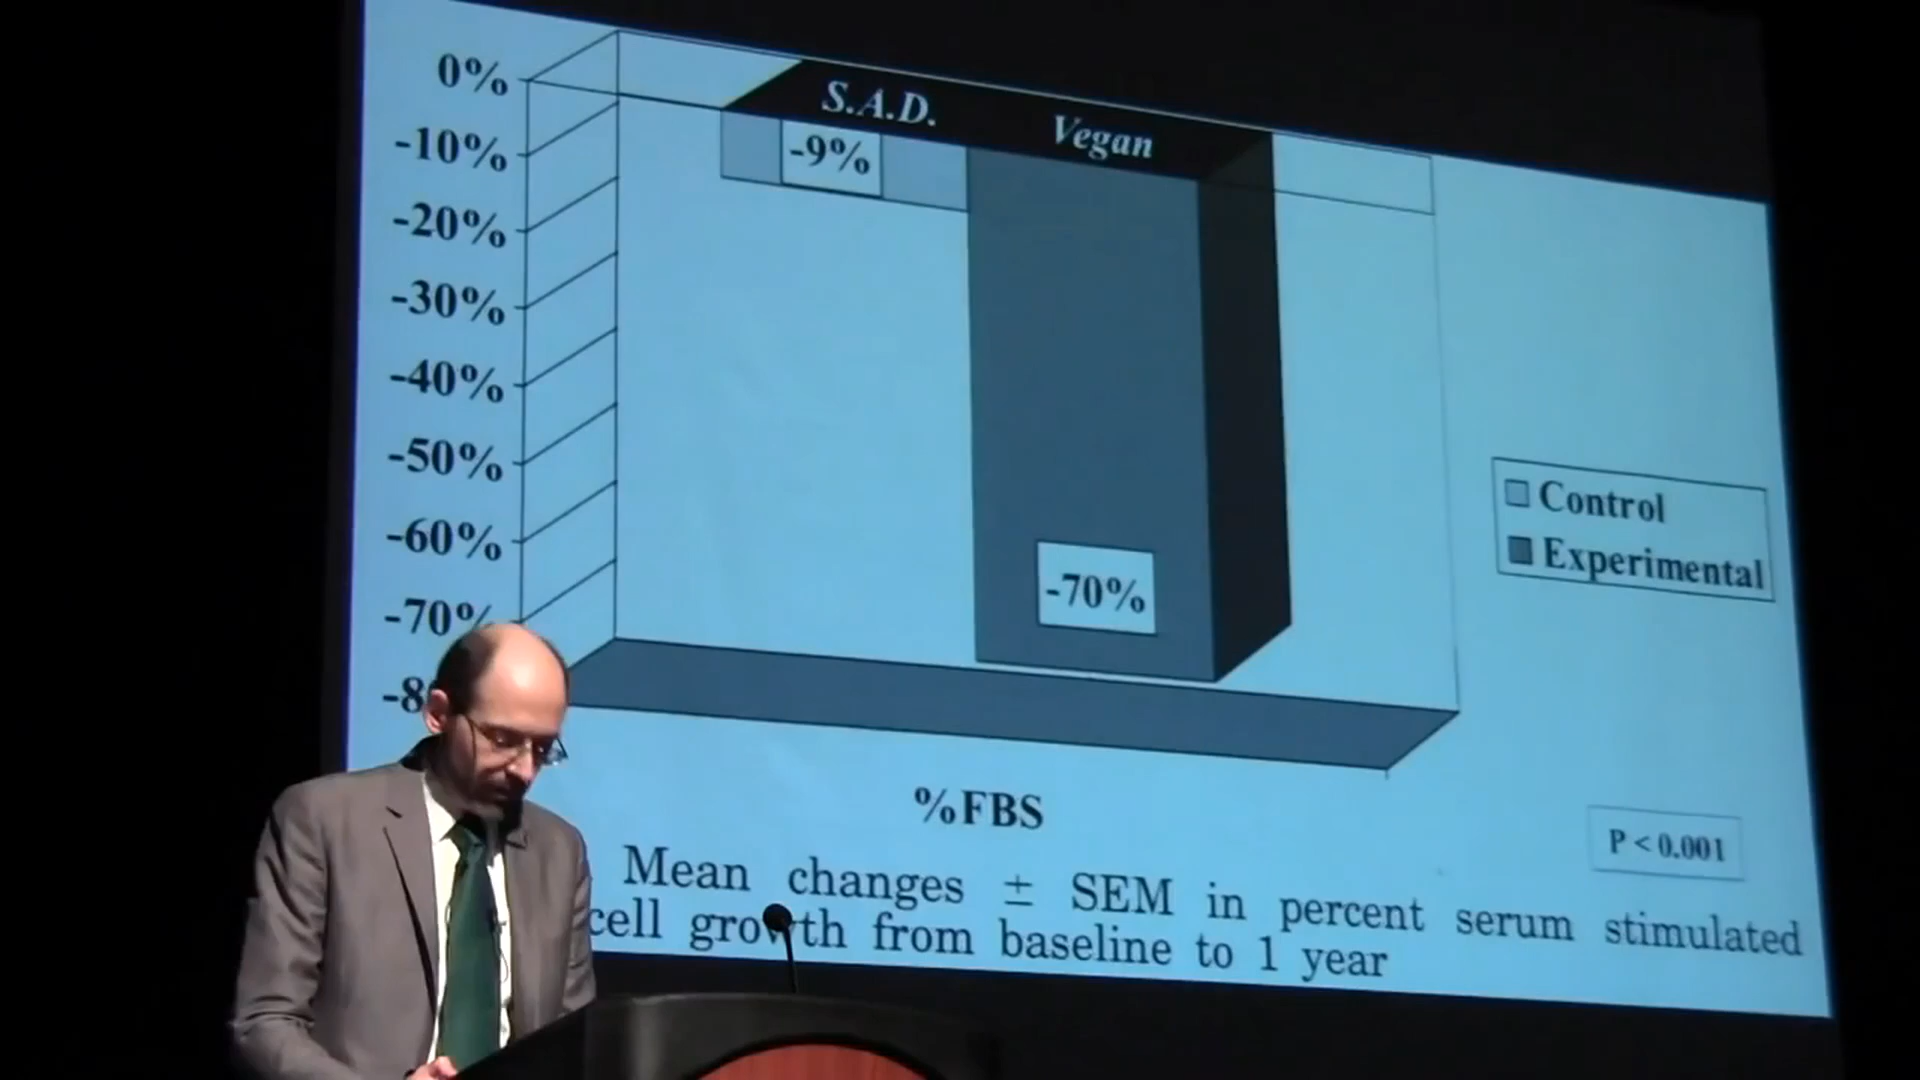 0%
-10%
-20%
-30%
-40%
-50%
-60%
-70%
S.A.D.
Vegan
-9%
-70%
Control
Experimental
%FBS
P < 0.001
Mean changes ± SEM in percent serum stimulated
cell growth from baseline to 1 year